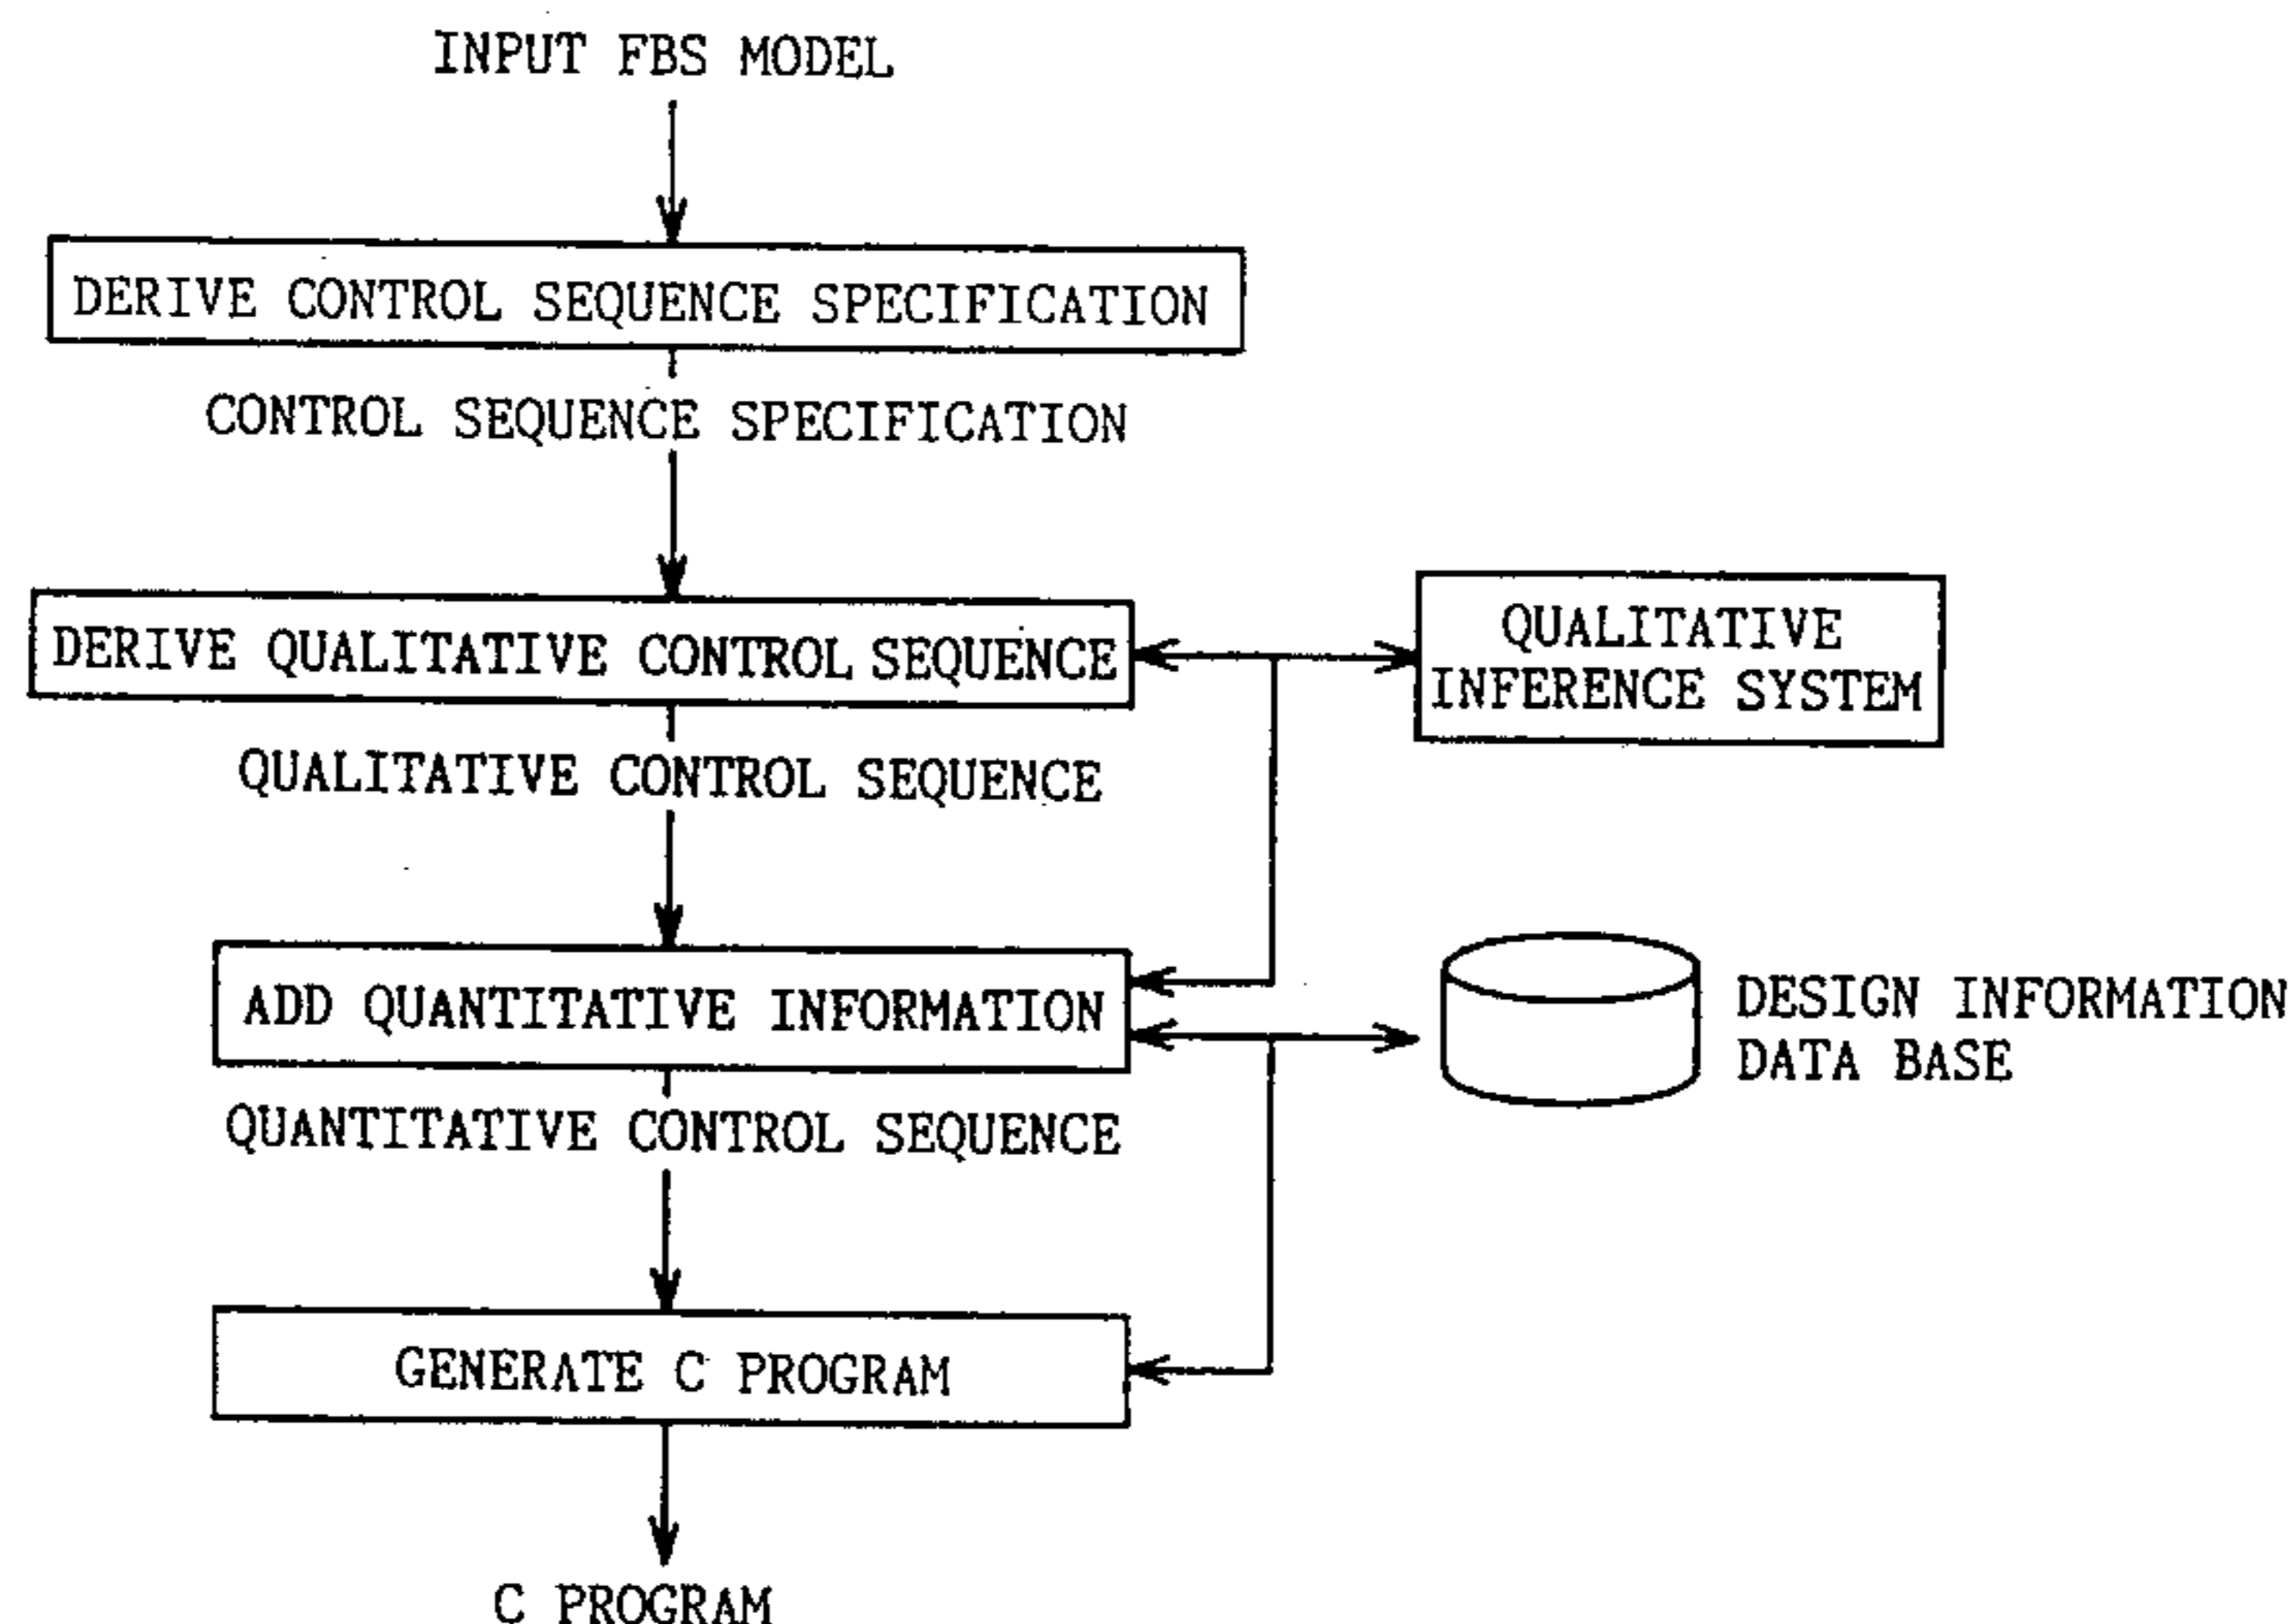 INPUT FBS MODEL
DERIVE CONTROL SEQUENCE SPECIFICATION
CONTROL SEQUENCE SPECIFICATION
DERIVE QUALITATIVE CONTROL SEQUENCE
QUALITATIVE
INFERENCE SYSTEM
QUALITATIVE CONTROL SEQUENCE
ADD QUANTITATIVE INFORMATION
DESIGN INFORMATION
DATA BASE
QUANTITATIVE CONTROL SEQUENCE
GENERATE C PROGRAM
C PROGRAM